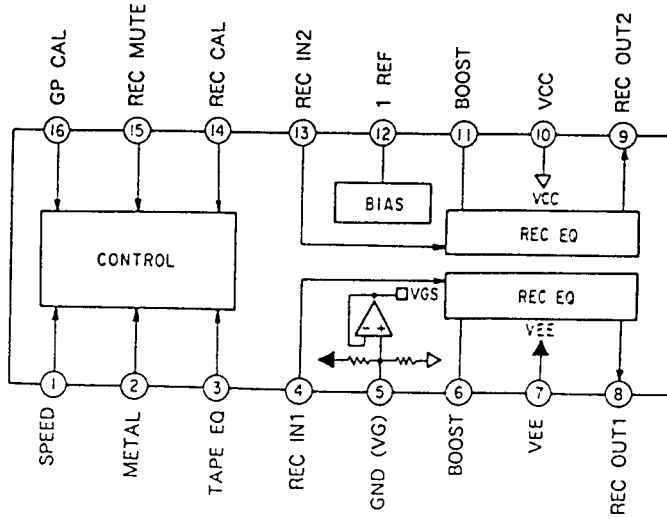 GP CAL
REC MUTE
REC CAL
REC IN2
1 REF
BOOST
VCC
REC OUT2
16
15
14
13
12
11
10
9
BIAS
VCC
REC EQ
CONTROL
REC EQ
VGS
- +
VEE
1
2
3
4
5
6
7
8
SPEED
METAL
TAPE EQ
REC IN1
GND (VG)
BOOST
VEE
REC OUT1